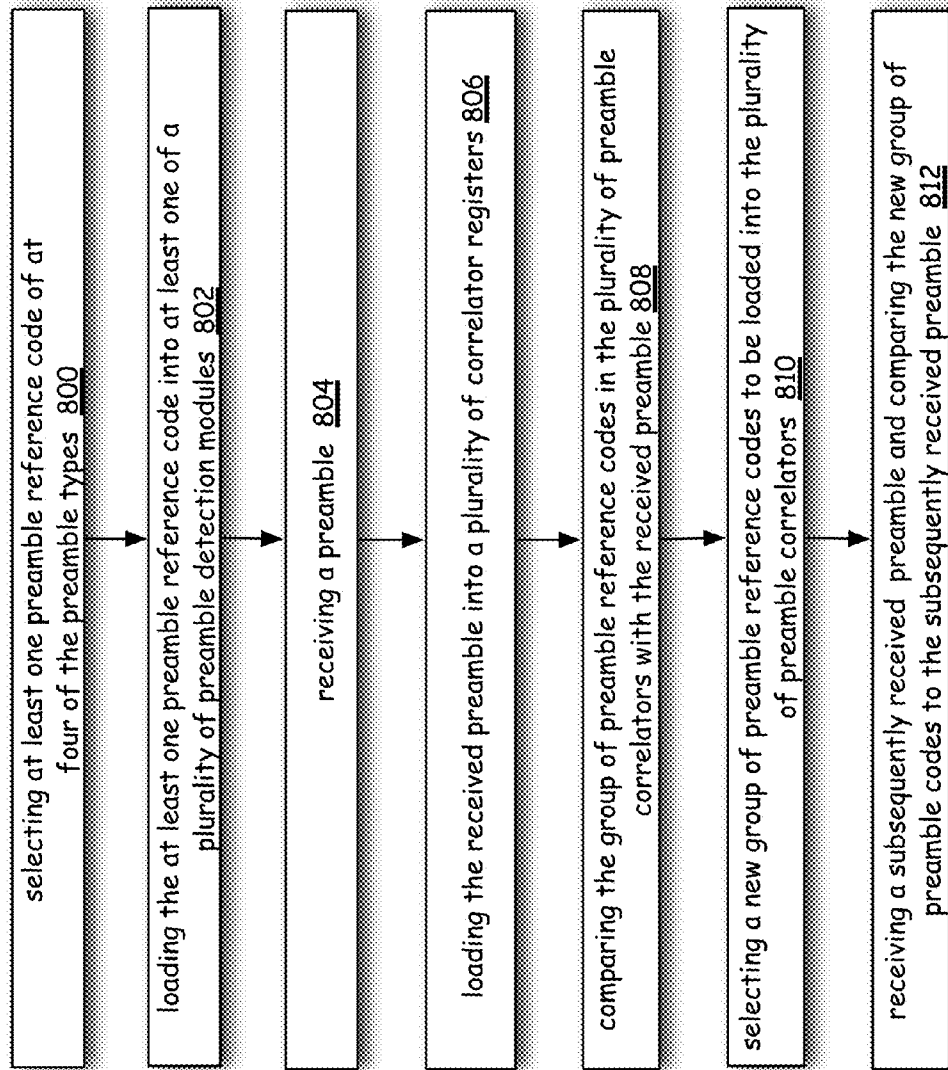 selecting at least one preamble reference code of at
four of the preamble types 800
loading the at least one preamble reference code into at least one of a
plurality of preamble detection modules 802
receiving a preamble 804
loading the received preamble into a plurality of correlator registers 806
comparing the group of preamble reference codes in the plurality of preamble
correlators with the received preamble 808
selecting a new group of preamble reference codes to be loaded into the plurality
of preamble correlators 810
receiving a subsequently received preamble and comparing the new group of
preamble codes to the subsequently received preamble 812